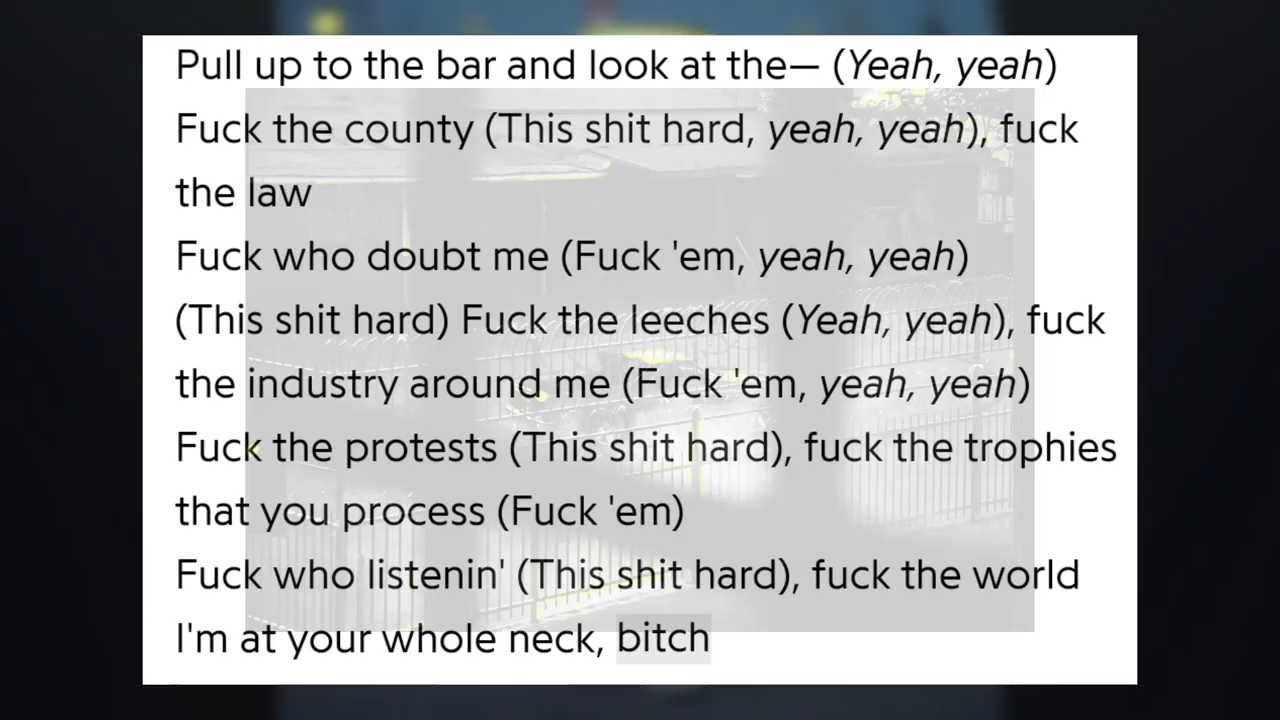 Pull up to the bar and look at the— (Yeah, yeah)
Fuck the county (This shit hard, yeah, yeah), fuck
the law
Fuck who doubt me (Fuck 'em, yeah, yeah)
(This shit hard) Fuck the leeches (Yeah, yeah), fuck
the industry around me (Fuck 'em, yeah, yeah)
Fuck the protests (This shit hard), fuck the trophies
that you process (Fuck 'em)
Fuck who listenin' (This shit hard), fuck the world
I'm at your whole neck, bitch